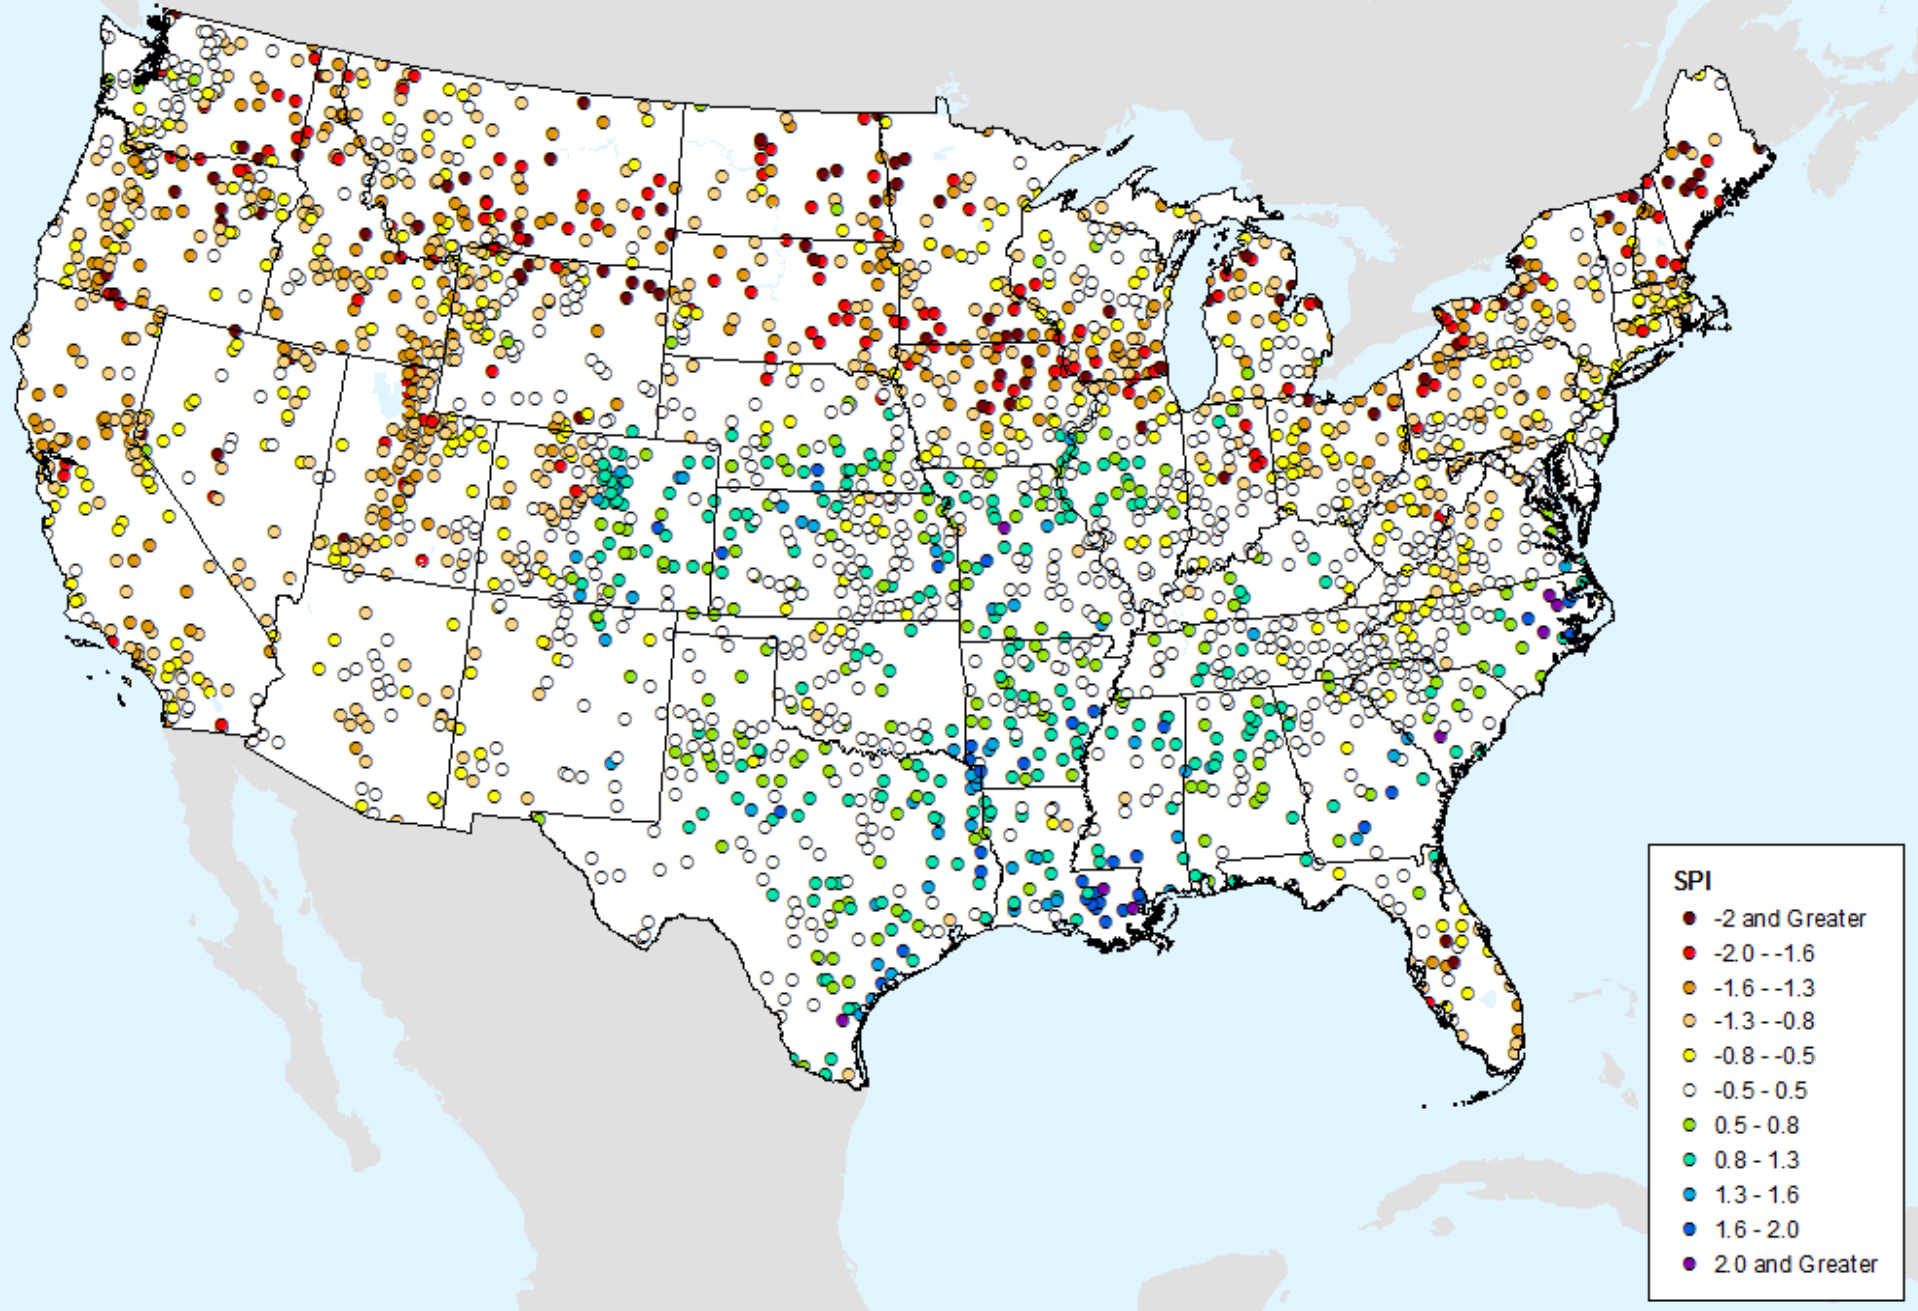 SPI
-2 and Greater
-2.0 - -1.6
-1.6 - -1.3
-1.3 - -0.8
-0.8 - -0.5
-0.5 - 0.5
0.5 - 0.8
0.8 - 1.3
1.3 - 1.6
1.6 - 2.0
2.0 and Greater